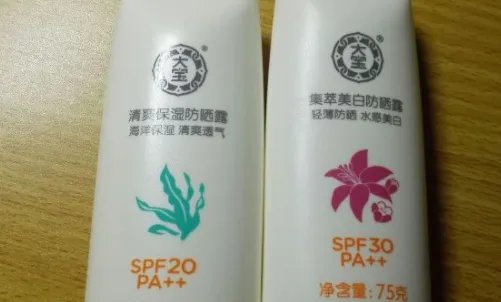 大宝®
清爽保湿防晒露
海洋保湿 清爽透气
SPF20
PA++
大宝®
集萃美白防晒露
轻薄防晒 水感美白
SPF30
PA++
净含量:75克